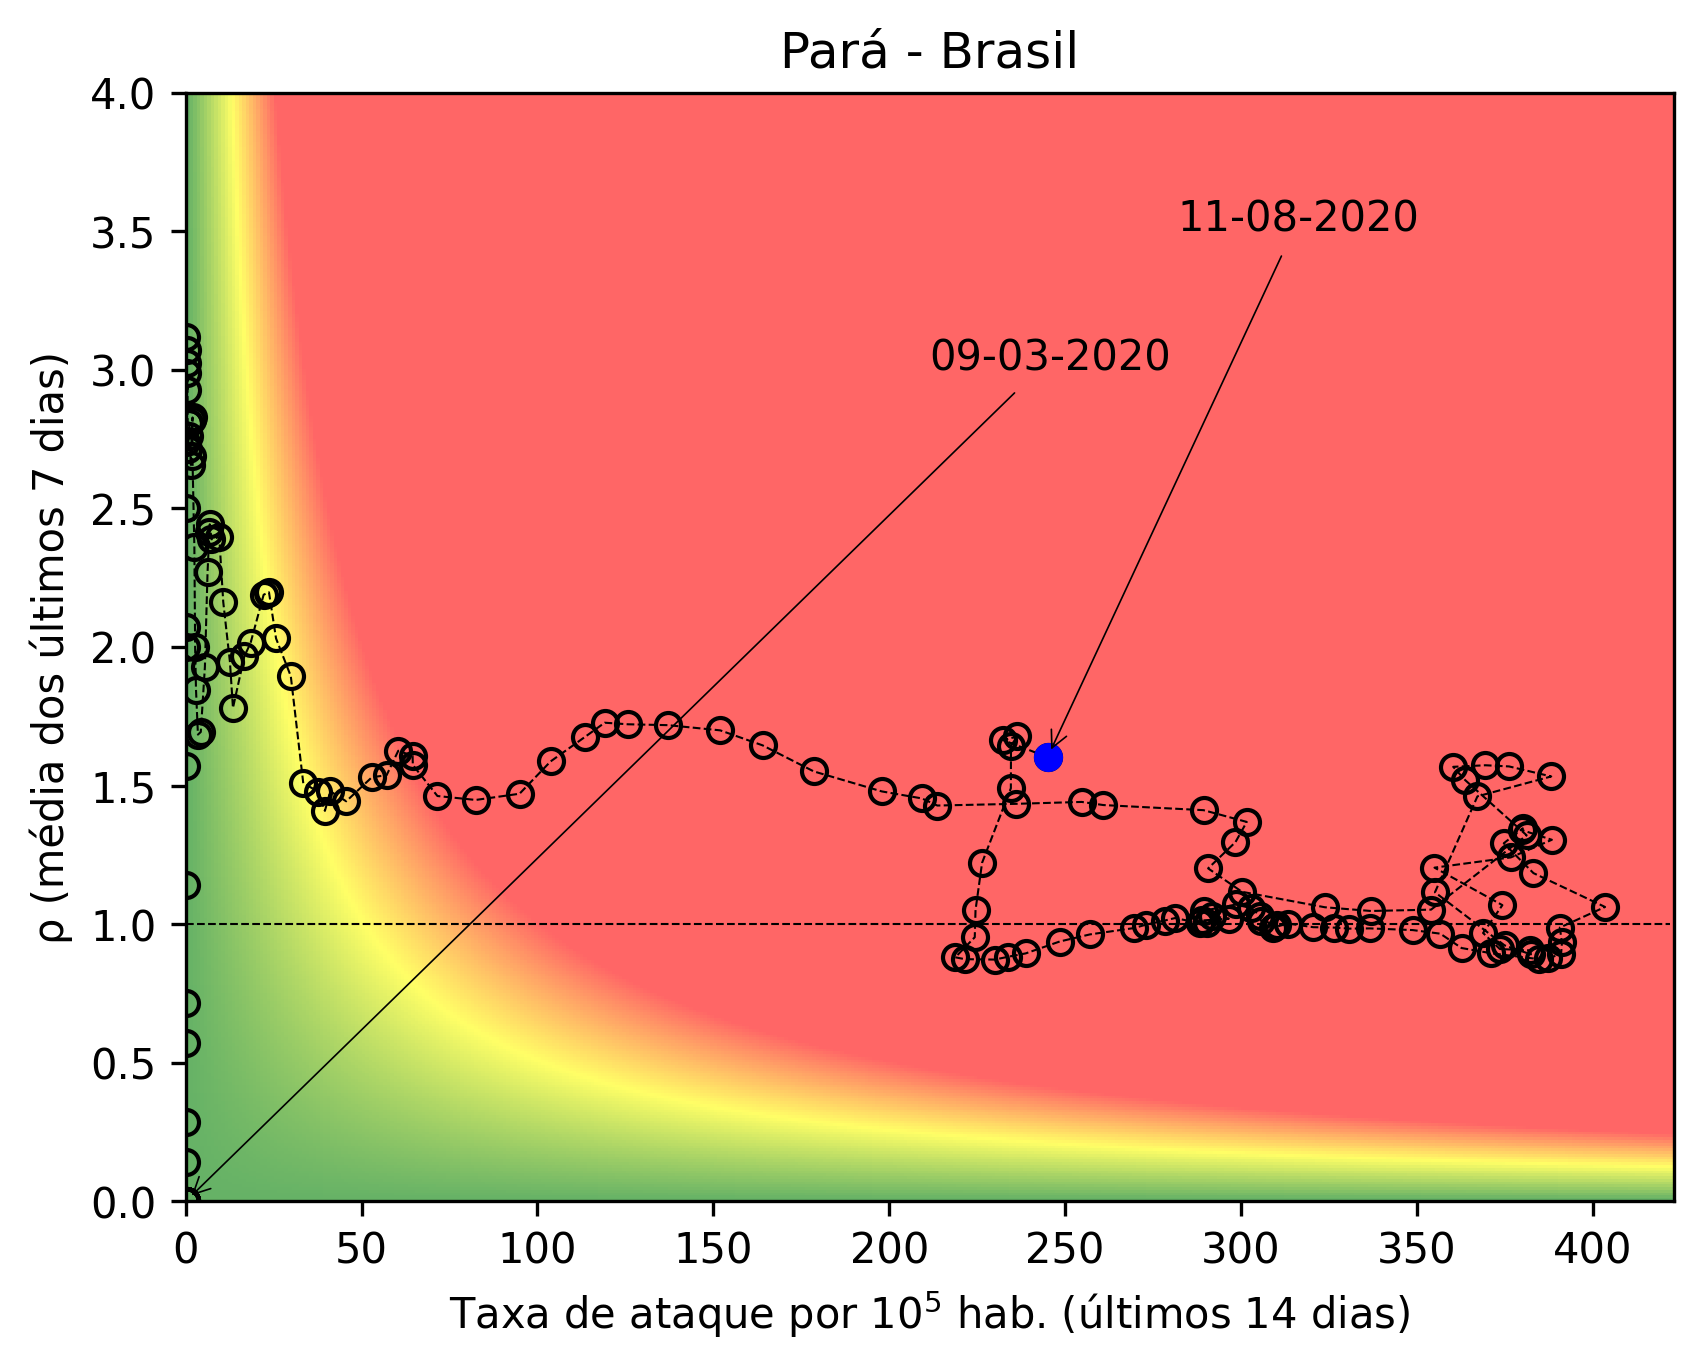 Pará - Brasil
4.0
3.5
3.0
2.5
2.0
1.5
1.0
0.5
0.0
ρ (média dos últimos 7 dias)
11-08-2020
09-03-2020
0 50 100 150 200 250 300 350 400
Taxa de ataque por 10⁵ hab. (últimos 14 dias)